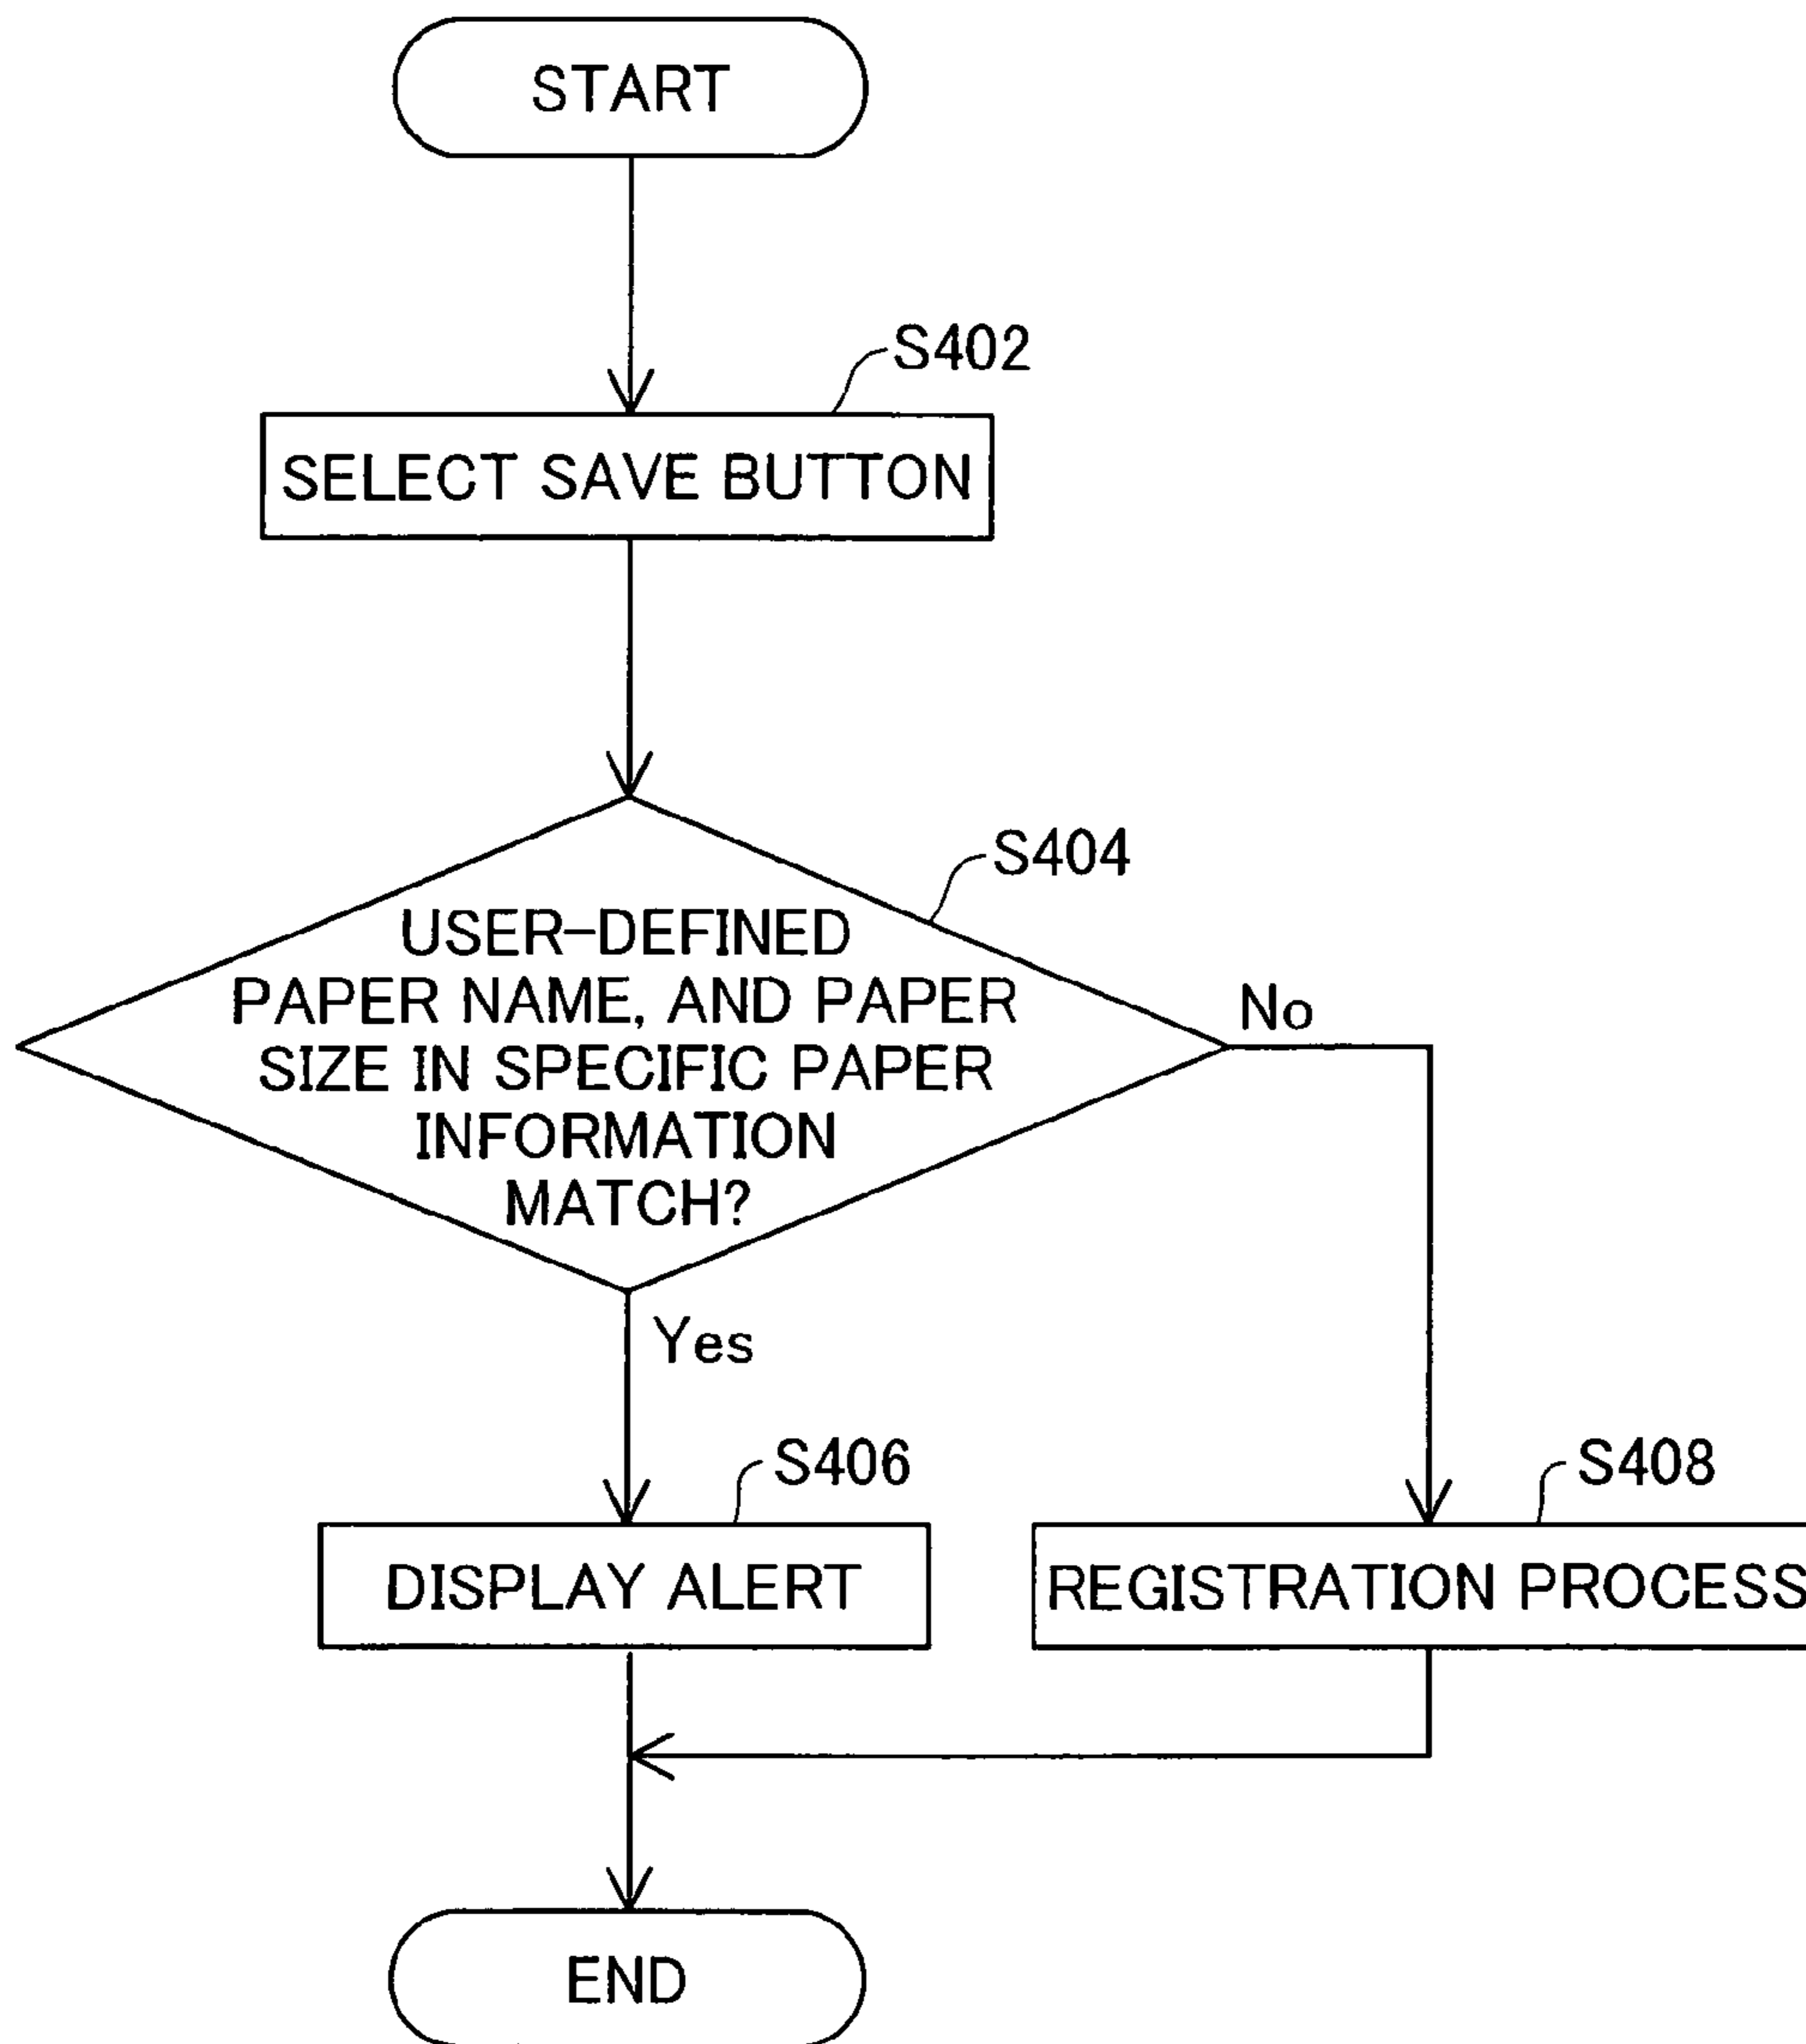 START
S402
SELECT SAVE BUTTON
S404
USER-DEFINED
PAPER NAME, AND PAPER
SIZE IN SPECIFIC PAPER
INFORMATION
MATCH?
No
Yes
S406
S408
DISPLAY ALERT
REGISTRATION PROCESS
END